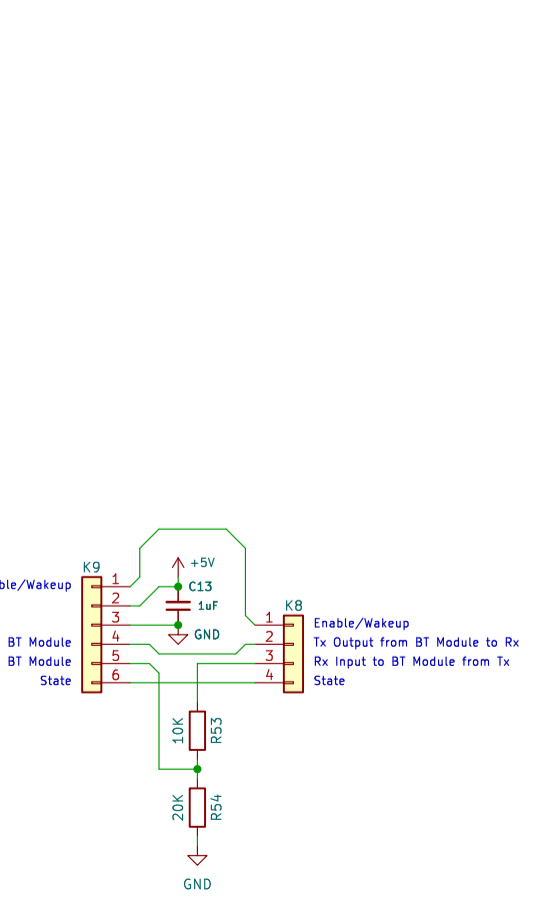 K9
ble/Wakeup
BT Module
BT Module
State
1
2
3
4
5
6
+5V
C13
1uF
GND
K8
1
2
3
4
Enable/Wakeup
Tx Output from BT Module to Rx
Rx Input to BT Module from Tx
State
10K
R53
20K
R54
GND